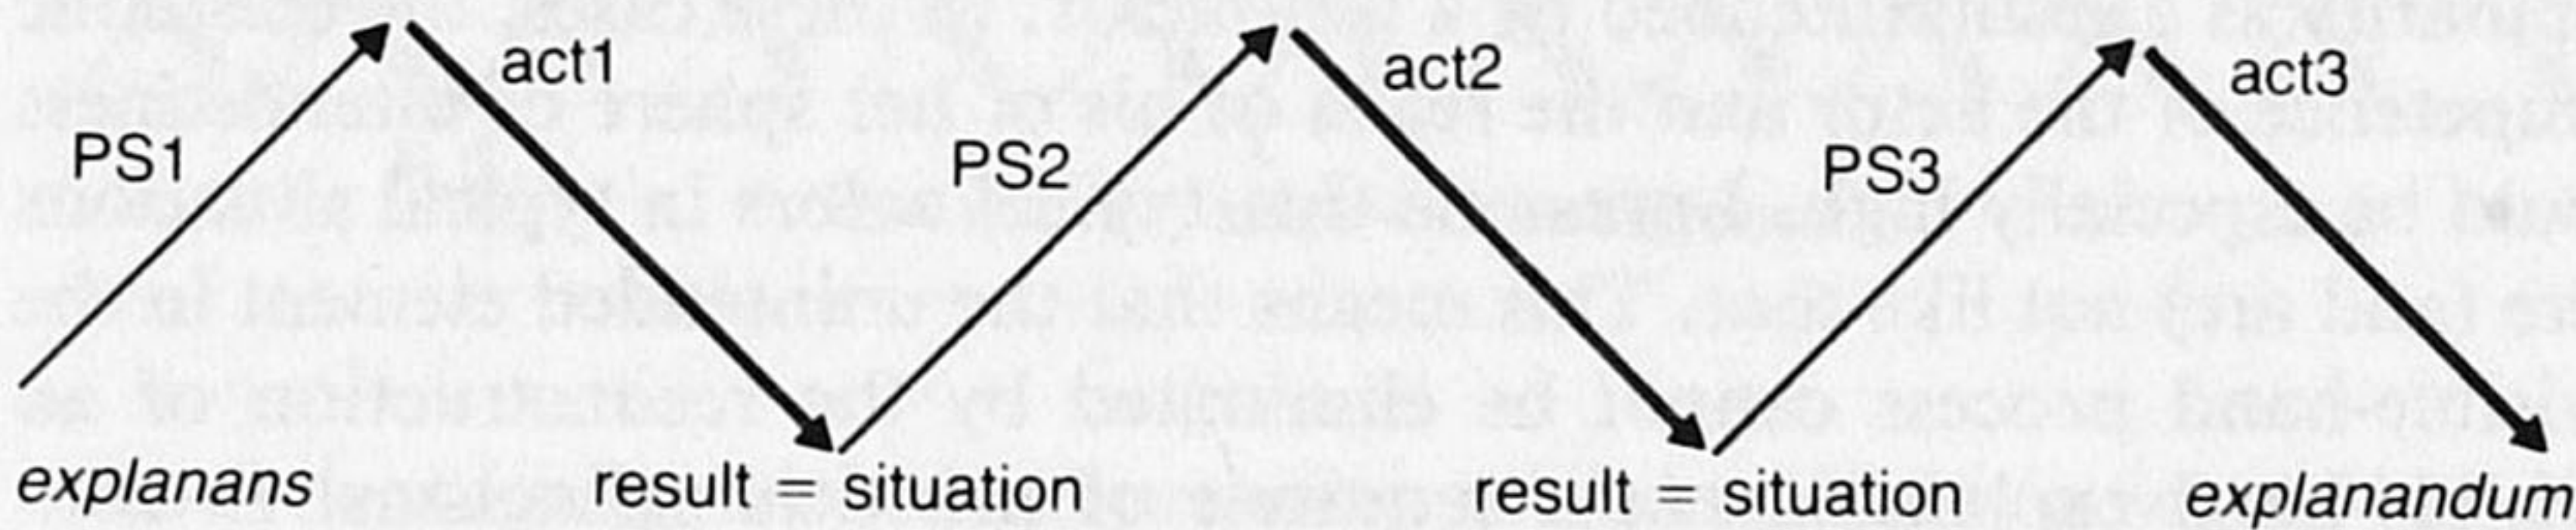 act1 act2 act3
PS1 PS2 PS3
explanans result = situation result = situation explanandum